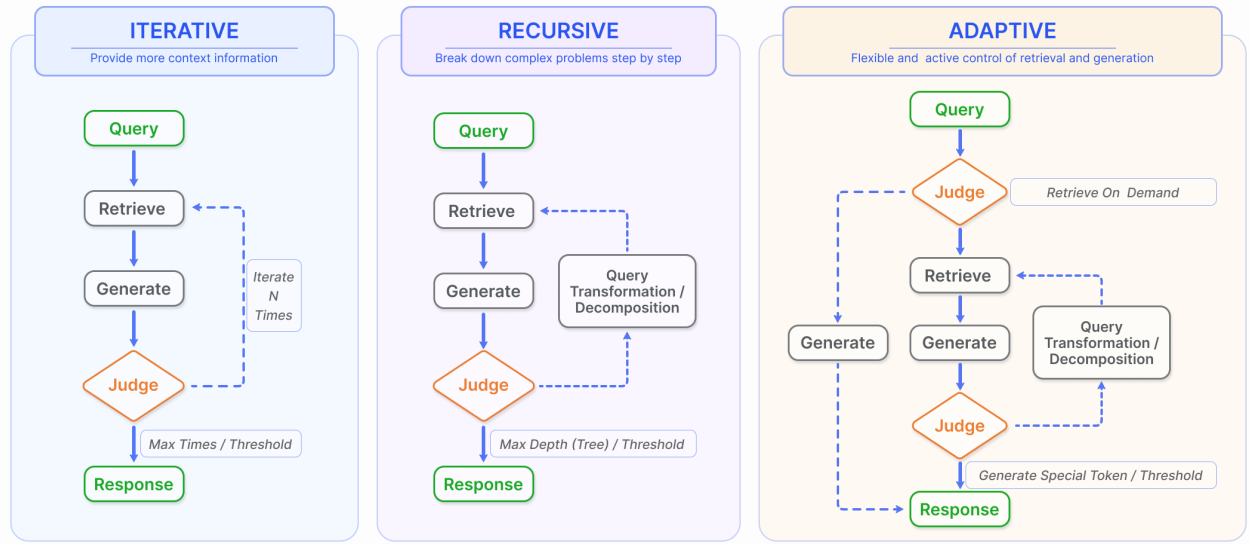 ITERATIVE
Provide more context information
Query
Retrieve
Generate
Judge
Iterate
N
Times
Max Times / Threshold
Response
RECURSIVE
Break down complex problems step by step
Query
Retrieve
Generate
Query
Transformation /
Decomposition
Judge
Max Depth (Tree) / Threshold
Response
ADAPTIVE
Flexible and active control of retrieval and generation
Query
Judge
Retrieve On Demand
Retrieve
Generate
Generate
Query
Transformation /
Decomposition
Judge
Generate Special Token / Threshold
Response